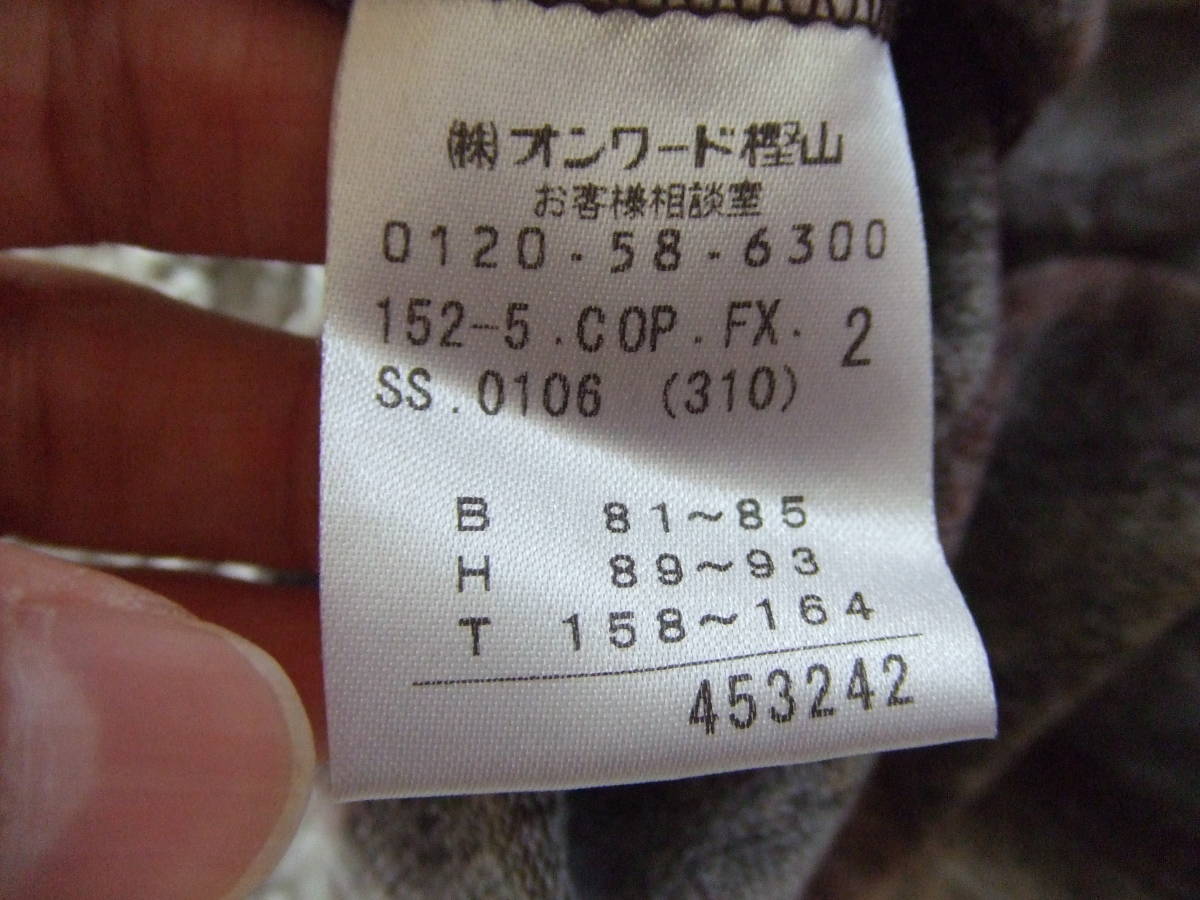 (株)オンワード樫山
お客様相談室
0120-58-6300
152-5.COP.FX. 2
SS.0106 (310)
B 81~85
H 89~93
T 158~164
453242